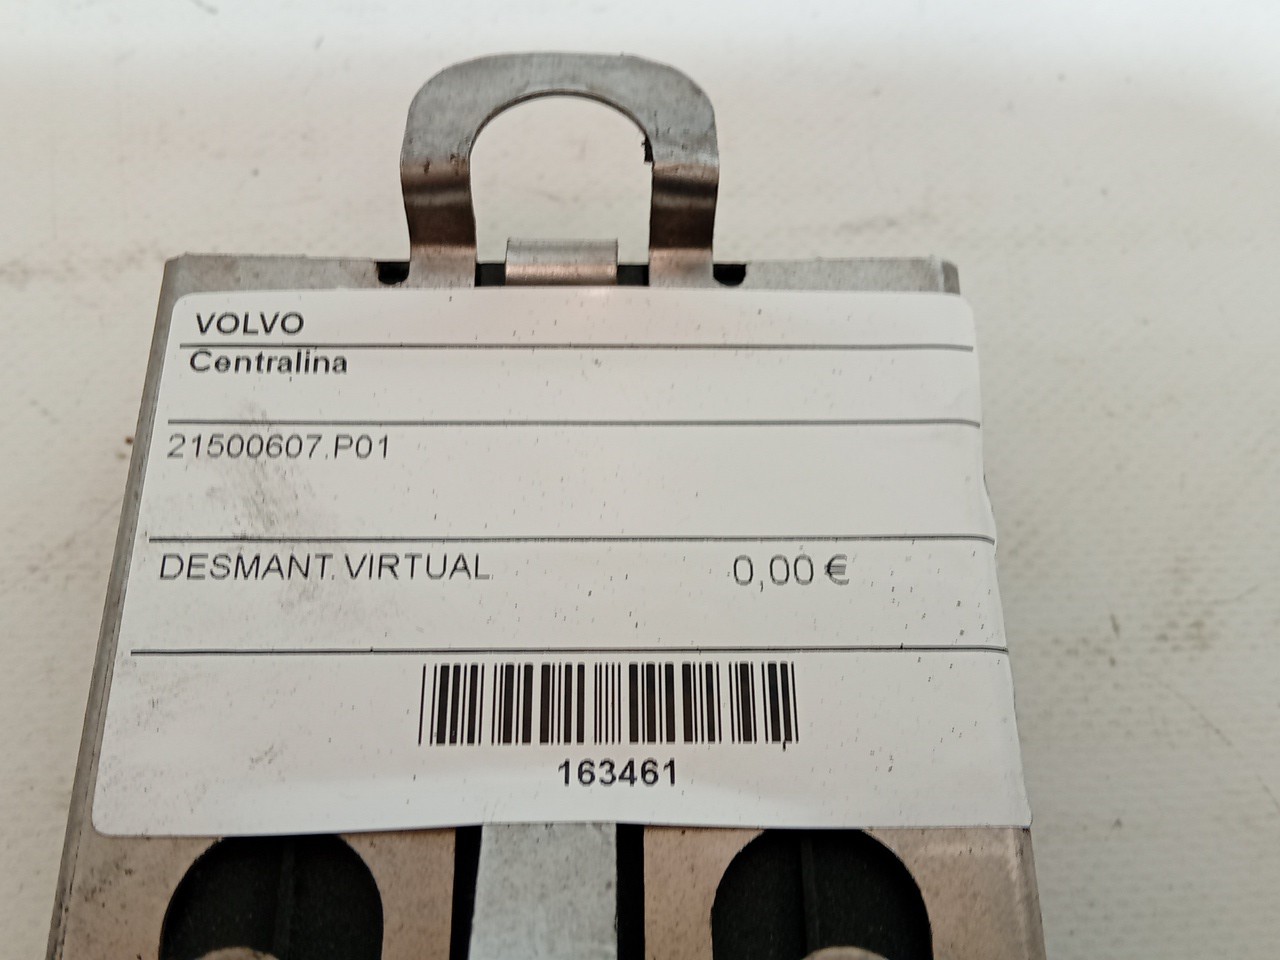 VOLVO
Centralina
21500607.P01
DESMANT.VIRTUAL 0,00 €
163461